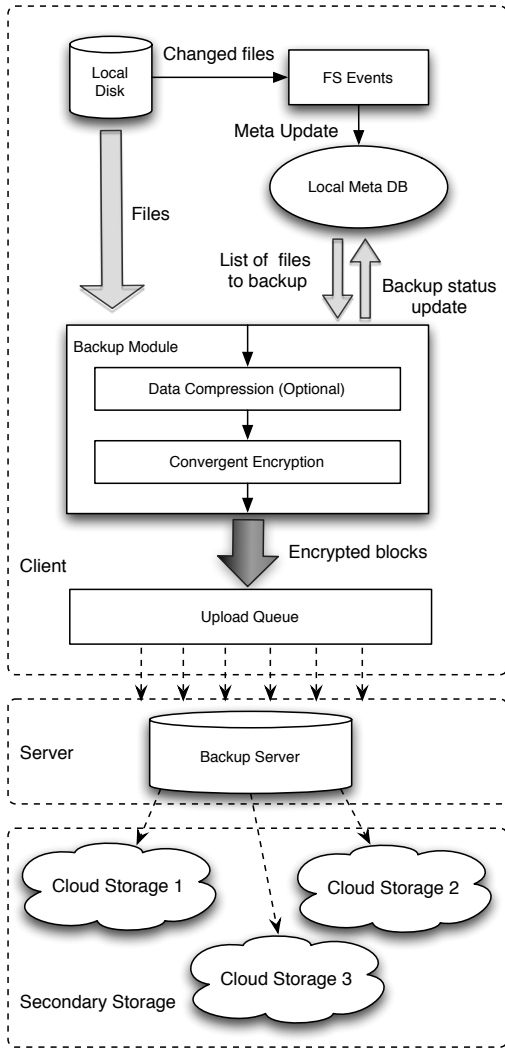 Local
Disk
Changed files
FS Events
Meta Update
Local Meta DB
Files
List of files
to backup
Backup status
update
Backup Module
Data Compression (Optional)
Convergent Encryption
Encrypted blocks
Client
Upload Queue
Server
Backup Server
Cloud Storage 1
Cloud Storage 2
Cloud Storage 3
Secondary Storage